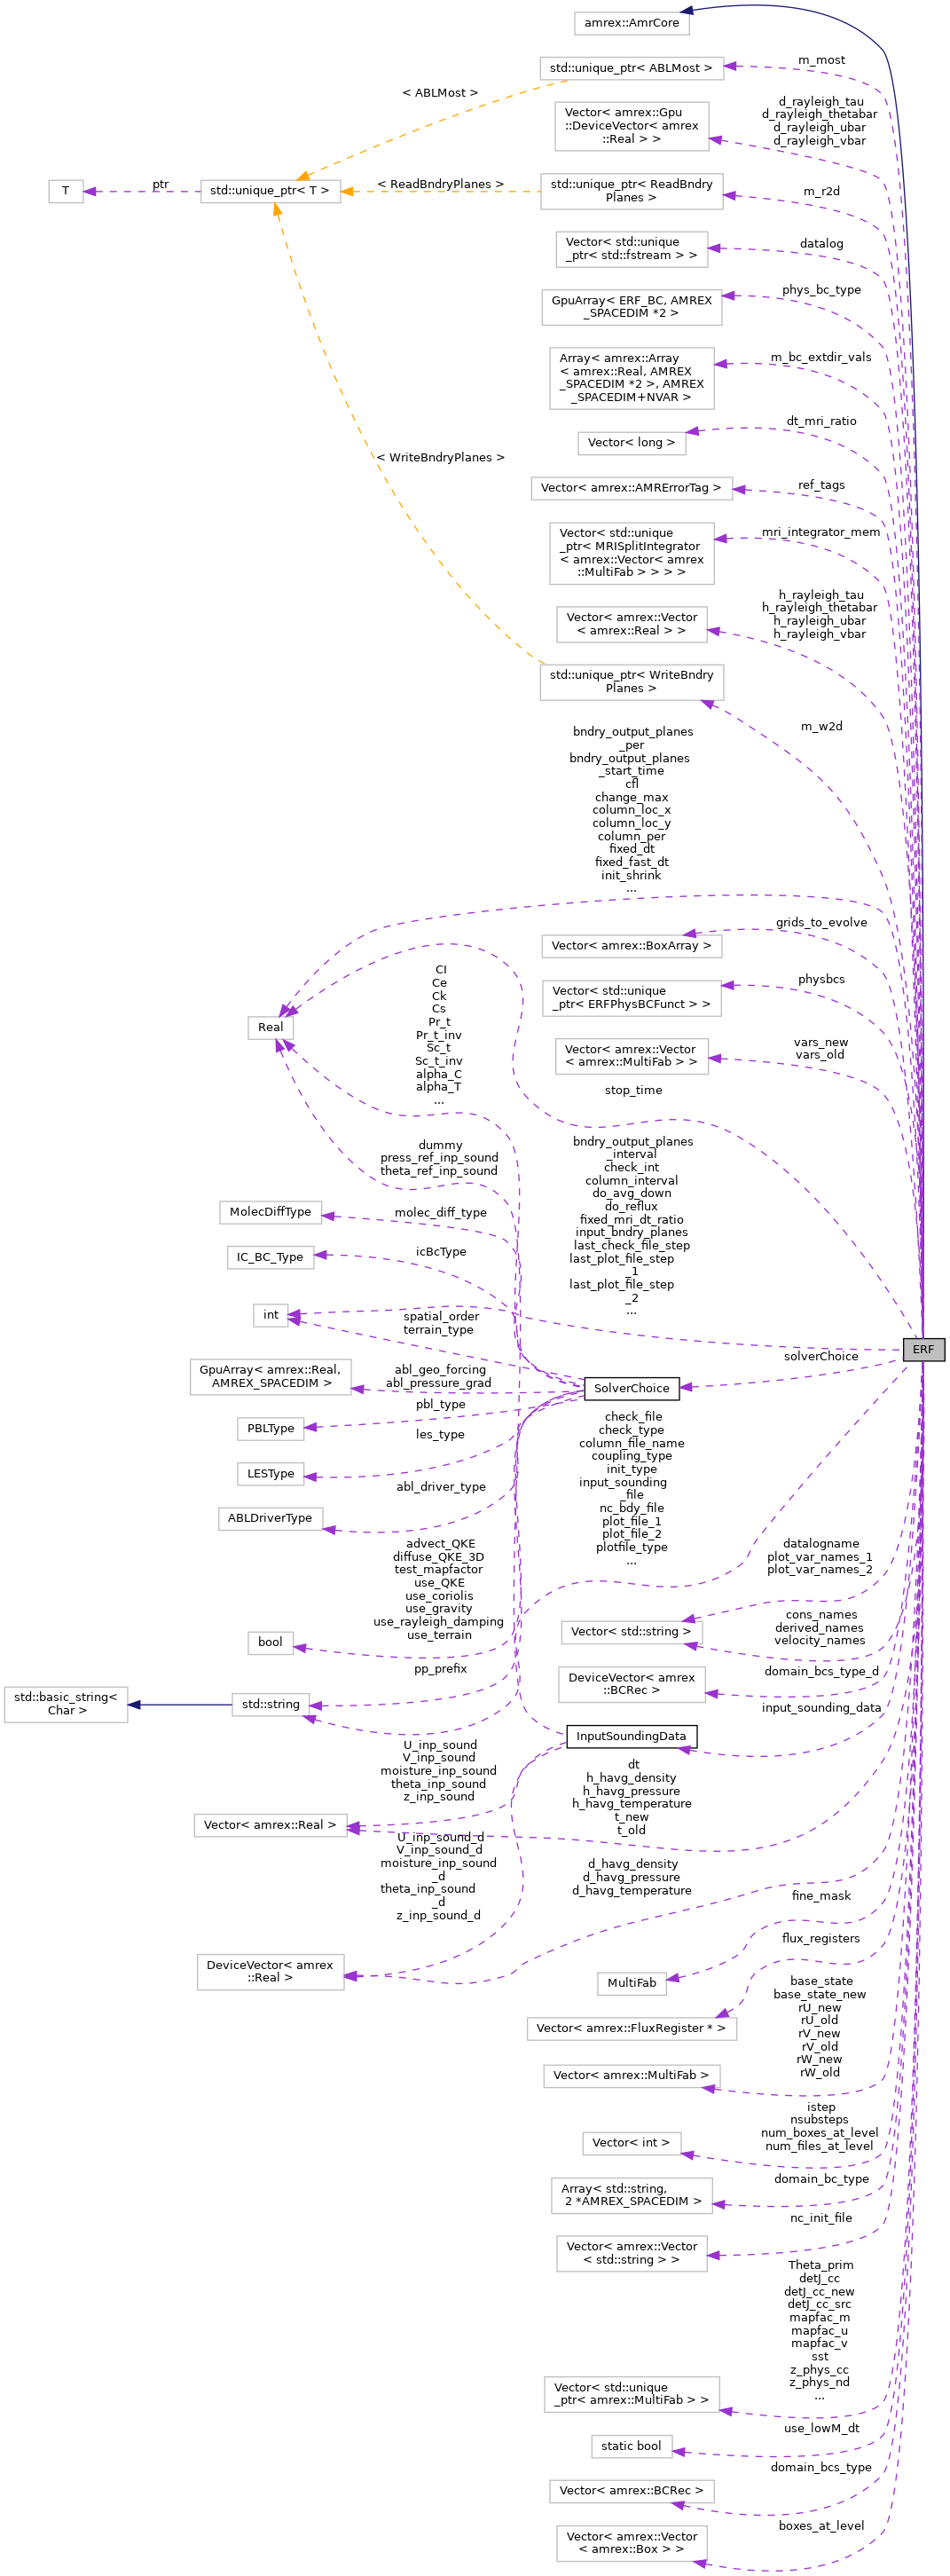 amrex::AmrCore
std::unique_ptr< ABLMost >
m_most
< ABLMost >
Vector< amrex::Gpu
::DeviceVector< amrex
::Real > >
d_rayleigh_tau
d_rayleigh_thetabar
d_rayleigh_ubar
d_rayleigh_vbar
T
ptr
std::unique_ptr< T >
< ReadBndryPlanes >
std::unique_ptr< ReadBndry
Planes >
m_r2d
Vector< std::unique
_ptr< std::fstream > >
datalog
GpuArray< ERF_BC, AMREX
_SPACEDIM *2 >
phys_bc_type
Array< amrex::Array
< amrex::Real, AMREX
_SPACEDIM *2 >, AMREX
_SPACEDIM+NVAR >
m_bc_extdir_vals
Vector< long >
dt_mri_ratio
< WriteBndryPlanes >
Vector< amrex::AMRErrorTag >
ref_tags
Vector< std::unique
_ptr< MRISplitIntegrator
< amrex::Vector< amrex
::MultiFab > > > >
mri_integrator_mem
Vector< amrex::Vector
< amrex::Real > >
h_rayleigh_tau
h_rayleigh_thetabar
h_rayleigh_ubar
h_rayleigh_vbar
std::unique_ptr< WriteBndry
Planes >
m_w2d
bndry_output_planes
_per
bndry_output_planes
_start_time
cfl
change_max
column_loc_x
column_loc_y
column_per
fixed_dt
fixed_fast_dt
init_shrink
...
Vector< amrex::BoxArray >
grids_to_evolve
Vector< std::unique
_ptr< ERFPhysBCFunct > >
physbcs
Real
CI
Ce
Ck
Cs
Pr_t
Pr_t_inv
Sc_t
Sc_t_inv
alpha_C
alpha_T
...
Vector< amrex::Vector
< amrex::MultiFab > >
vars_new
vars_old
stop_time
dummy
press_ref_inp_sound
theta_ref_inp_sound
bndry_output_planes
_interval
check_int
column_interval
do_avg_down
do_reflux
fixed_mri_dt_ratio
input_bndry_planes
last_check_file_step
last_plot_file_step
_1
last_plot_file_step
_2
...
MolecDiffType
molec_diff_type
IC_BC_Type
icBcType
int
spatial_order
terrain_type
ERF
solverChoice
GpuArray< amrex::Real,
AMREX_SPACEDIM >
abl_geo_forcing
abl_pressure_grad
SolverChoice
PBLType
pbl_type
LESType
les_type
ABLDriverType
abl_driver_type
check_file
check_type
column_file_name
coupling_type
init_type
input_sounding
_file
nc_bdy_file
plot_file_1
plot_file_2
plotfile_type
...
bool
advect_QKE
diffuse_QKE_3D
test_mapfactor
use_QKE
use_coriolis
use_gravity
use_rayleigh_damping
use_terrain
datalogname
plot_var_names_1
plot_var_names_2
Vector< std::string >
cons_names
derived_names
velocity_names
std::basic_string<
Char >
std::string
pp_prefix
DeviceVector< amrex
::BCRec >
domain_bcs_type_d
InputSoundingData
input_sounding_data
Vector< amrex::Real >
U_inp_sound
V_inp_sound
moisture_inp_sound
theta_inp_sound
z_inp_sound
dt
h_havg_density
h_havg_pressure
h_havg_temperature
t_new
t_old
U_inp_sound_d
V_inp_sound_d
moisture_inp_sound
_d
theta_inp_sound
_d
z_inp_sound_d
d_havg_density
d_havg_pressure
d_havg_temperature
DeviceVector< amrex
::Real >
MultiFab
fine_mask
Vector< amrex::FluxRegister * >
flux_registers
Vector< amrex::MultiFab >
base_state
base_state_new
rU_new
rU_old
rV_new
rV_old
rW_new
rW_old
Vector< int >
istep
nsubsteps
num_boxes_at_level
num_files_at_level
Array< std::string,
2 *AMREX_SPACEDIM >
domain_bc_type
Vector< amrex::Vector
< std::string > >
nc_init_file
Vector< std::unique
_ptr< amrex::MultiFab > >
Theta_prim
detJ_cc
detJ_cc_new
detJ_cc_src
mapfac_m
mapfac_u
mapfac_v
sst
z_phys_cc
z_phys_nd
...
static bool
use_lowM_dt
Vector< amrex::BCRec >
domain_bcs_type
Vector< amrex::Vector
< amrex::Box > >
boxes_at_level